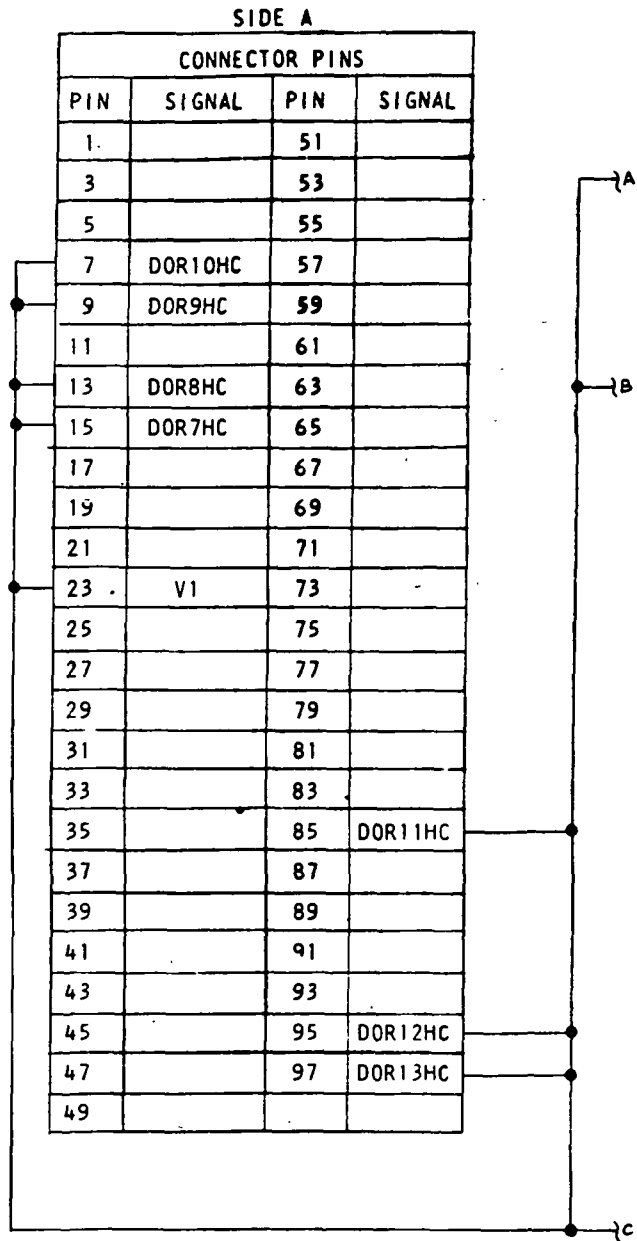 SIDE A
CONNECTOR PINS
PIN SIGNAL PIN SIGNAL
1. 51
3 53
5 55
7 DOR10HC 57
9 DOR9HC 59
11 61
13 DOR8HC 63
15 DOR7HC 65
17 67
19 69
21 71
23 V1 73
25 75
27 77
29 79
31 81
33 83
35 85 DOR11HC
37 87
39 89
41 91
43 93
45 95 DOR12HC
47 97 DOR13HC
49
A
B
C